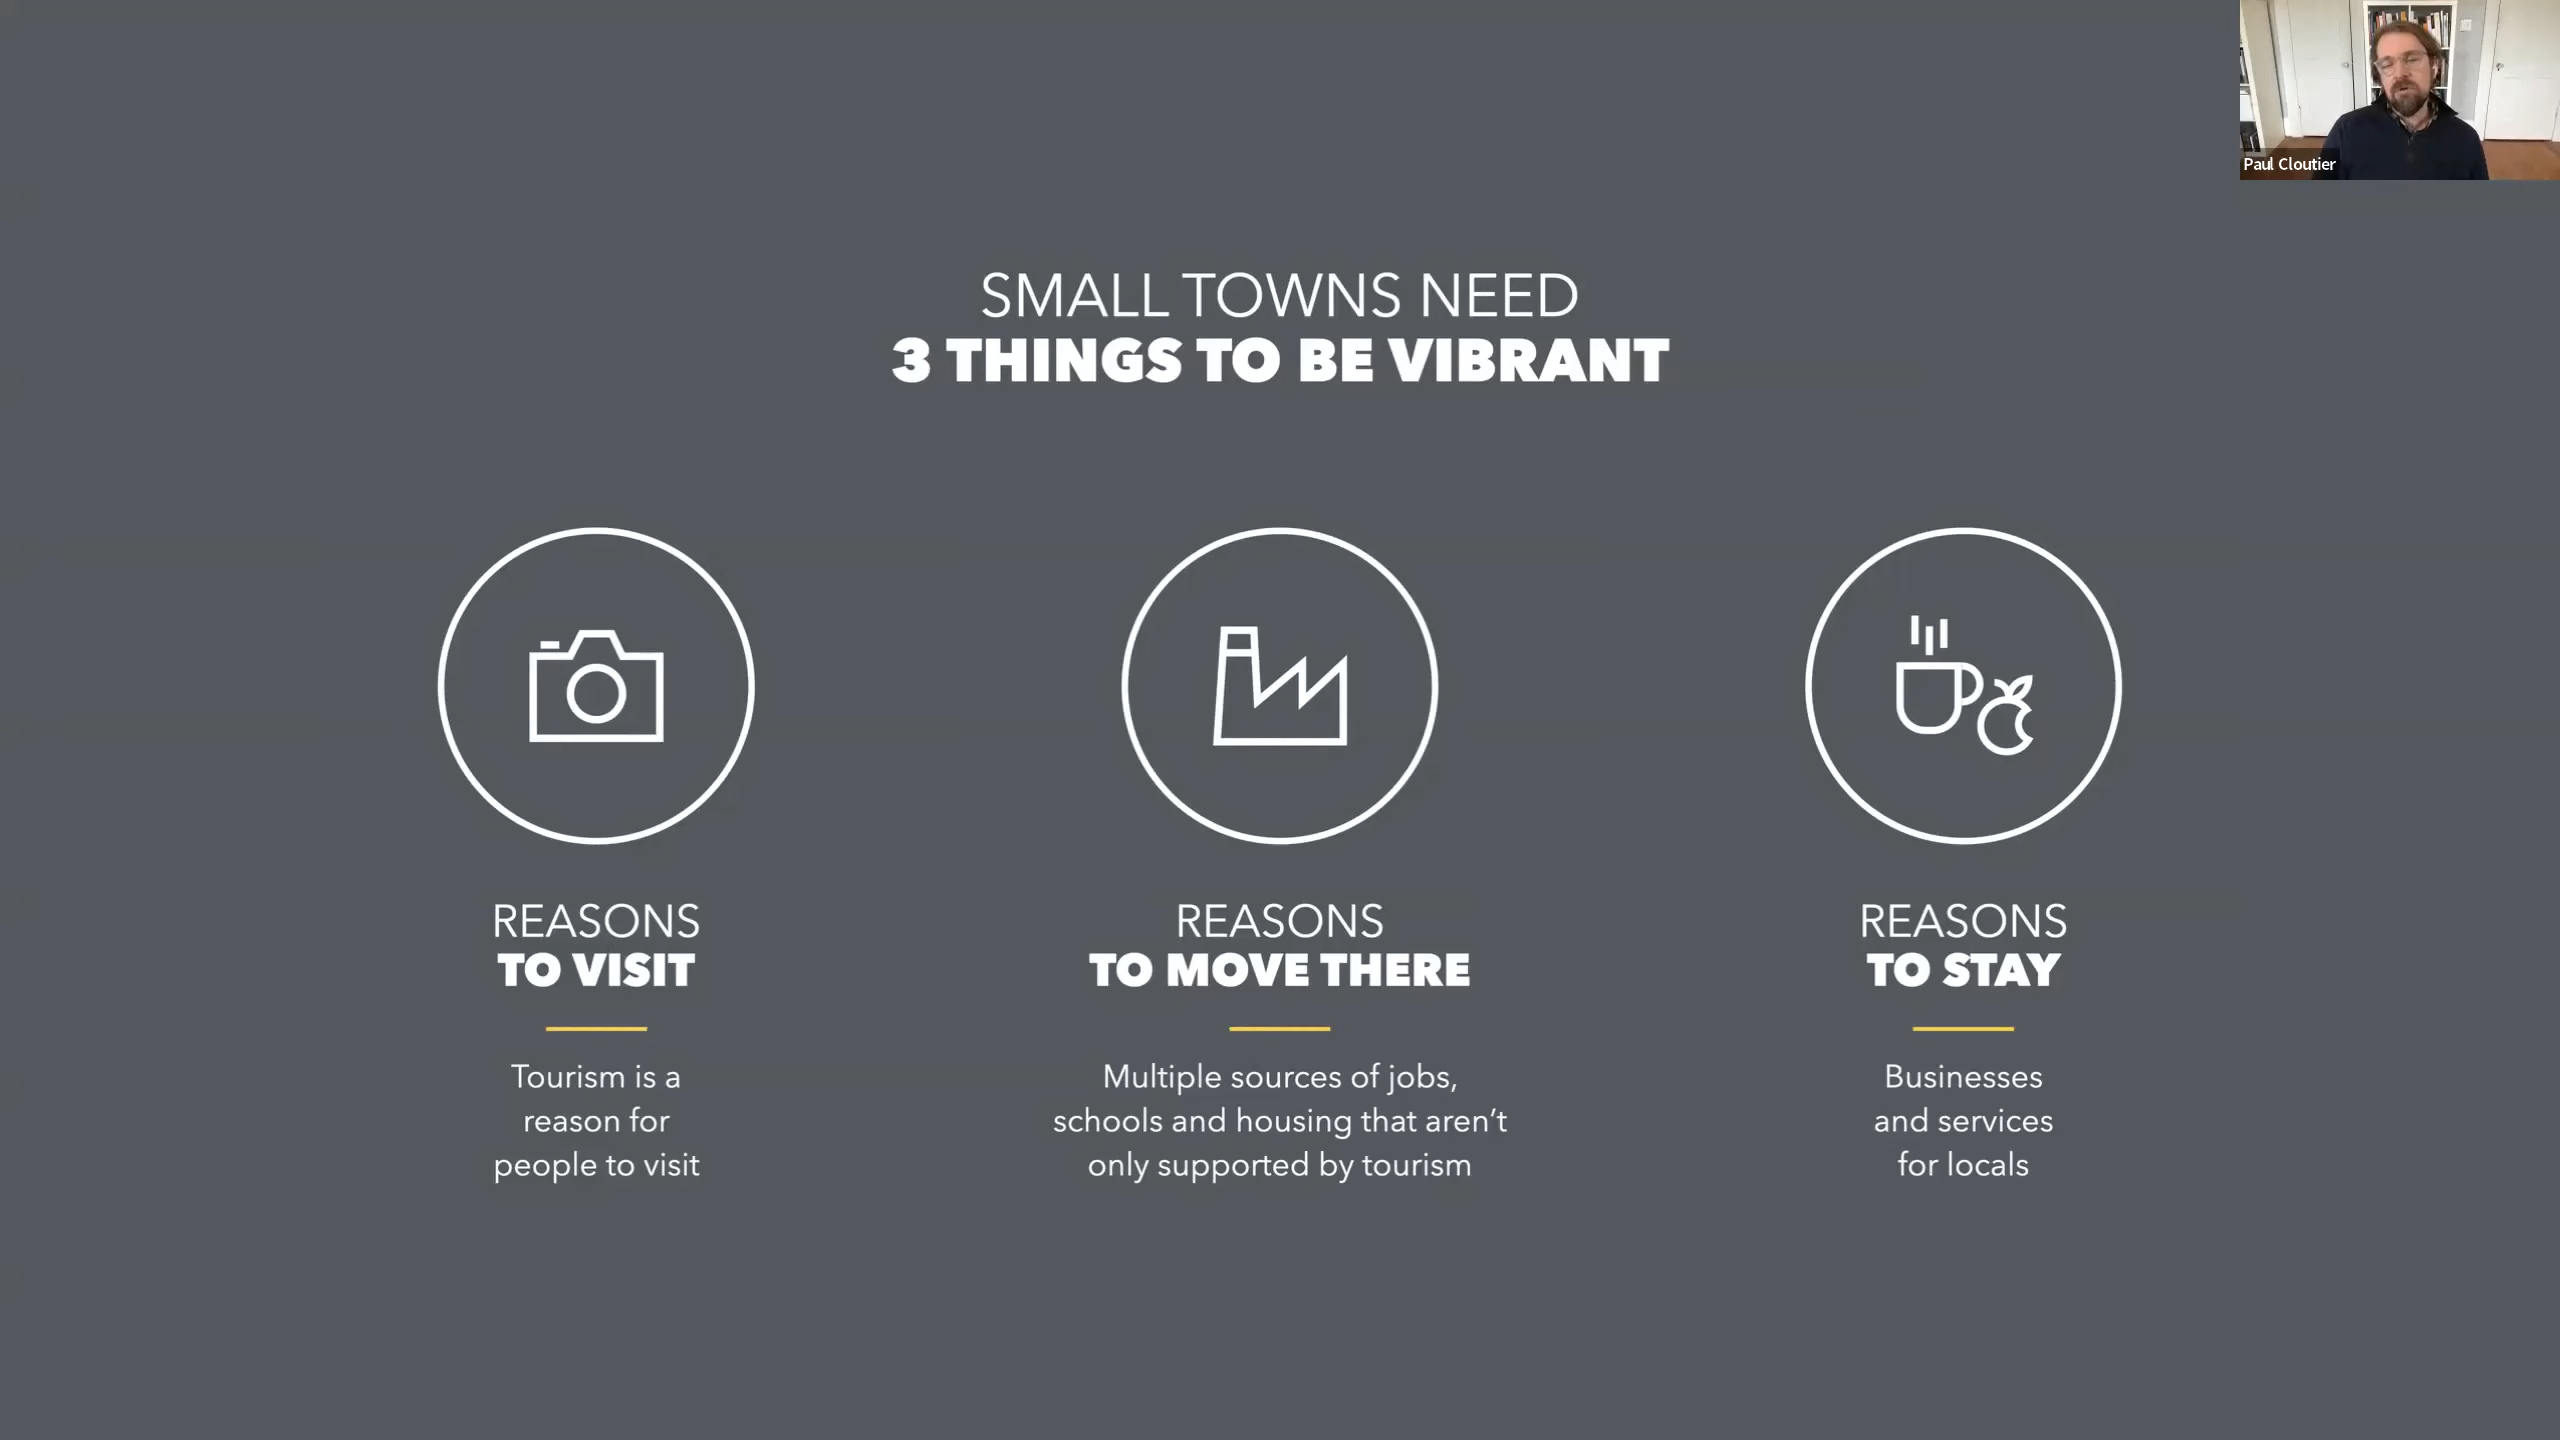 Paul Cloutier
SMALL TOWNS NEED
3 THINGS TO BE VIBRANT
REASONS
TO VISIT
Tourism is a
reason for
people to visit
REASONS
TO MOVE THERE
Multiple sources of jobs,
schools and housing that aren’t
only supported by tourism
REASONS
TO STAY
Businesses
and services
for locals